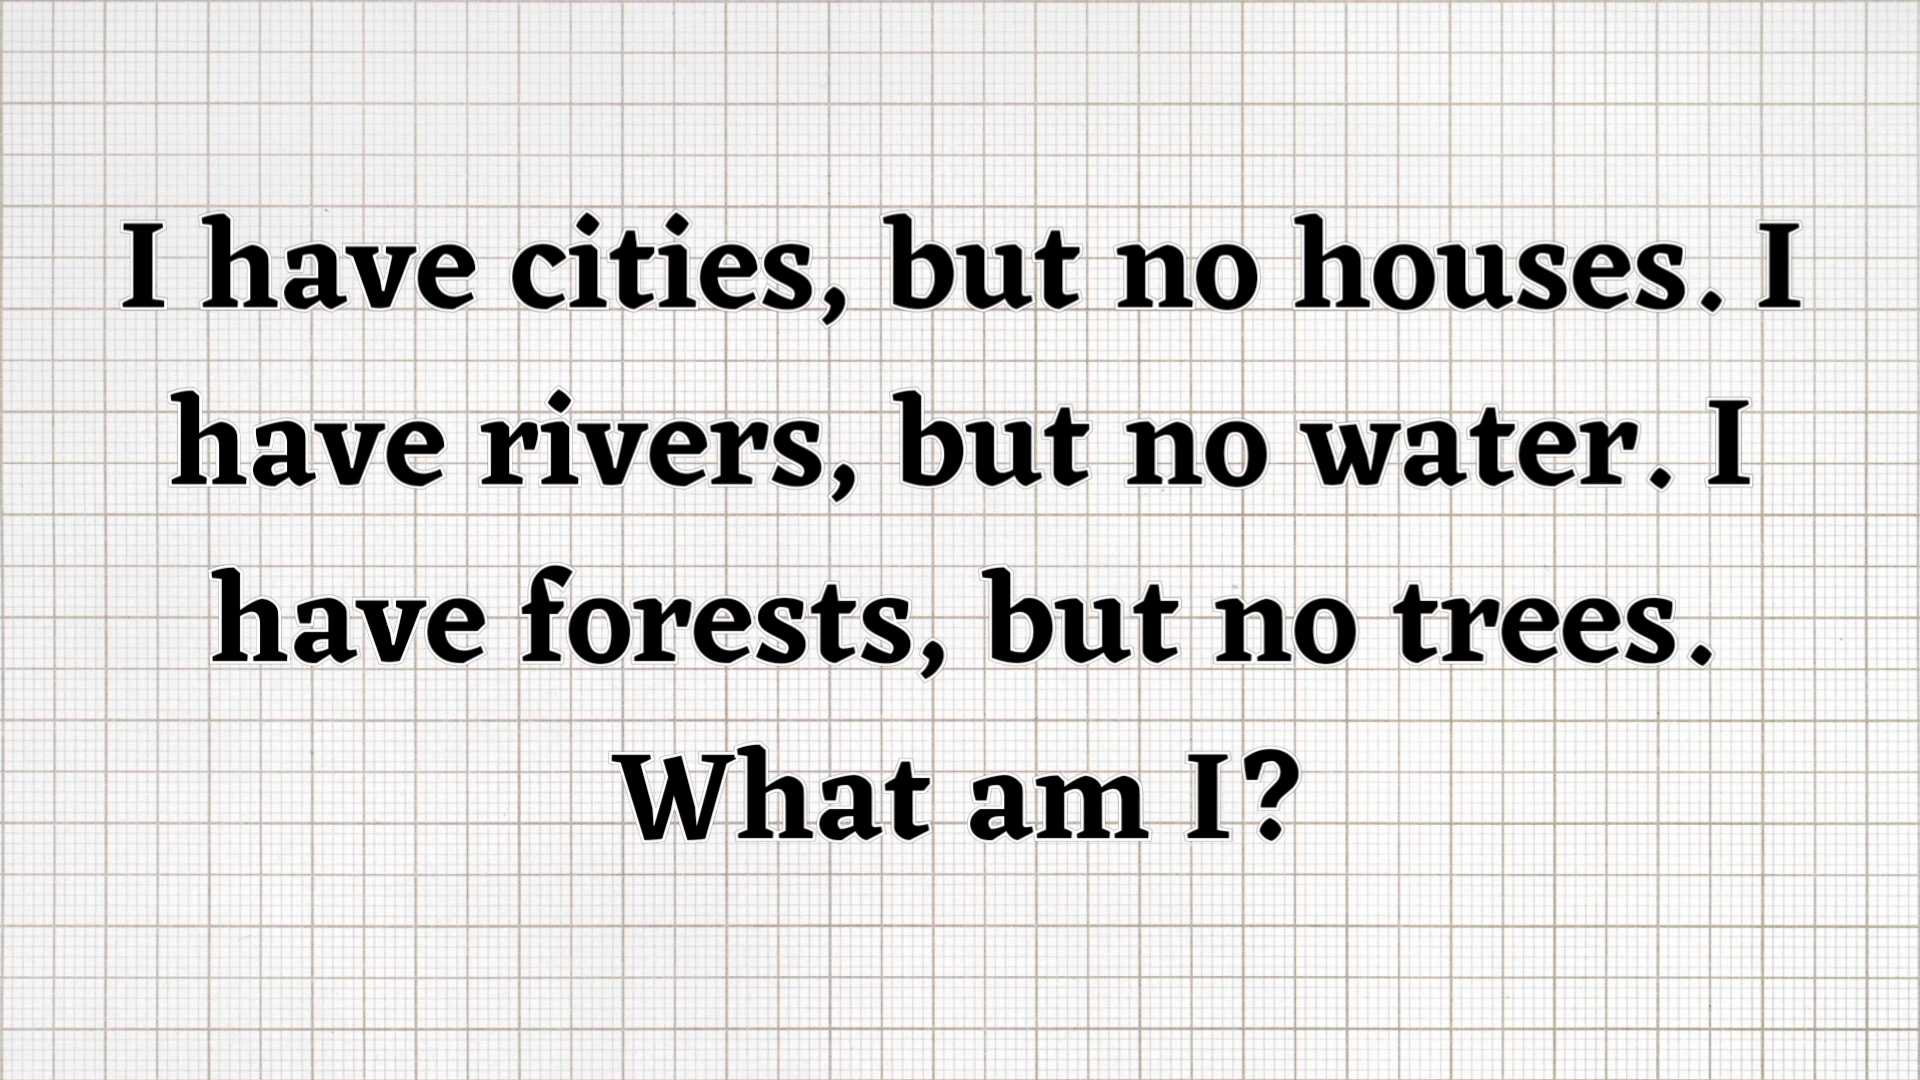 I have cities, but no houses. I
have rivers, but no water. I
have forests, but no trees.
What am I?